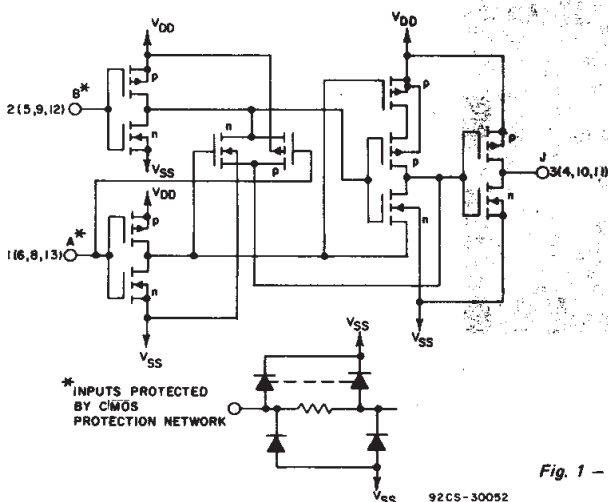 VDD
VDD
B*
2(5,9,12)
p
n
VSS
VDD
n
p
A*
1(6,8,13)
p
n
VSS
p
p
n
VSS
p
n
J
3(4,10,11)
*INPUTS PROTECTED
BY CMOS
PROTECTION NETWORK
VSS
VSS
92CS-30052
Fig. 1 –